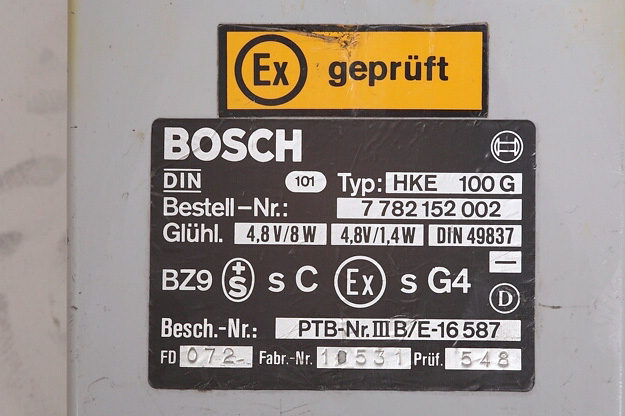 Ex geprüft
BOSCH
DIN 101 Typ: HKE 100 G
Bestell-Nr.: 7 782 152 002
Glühl. 4,8V/8W 4,8V/1,4W DIN 49837
BZ9 S s C Ex s G4 D
Besch.-Nr.: PTB-Nr. III B/E-16 587
FD 072- Fabr.-Nr. 10531 Prüf. 548